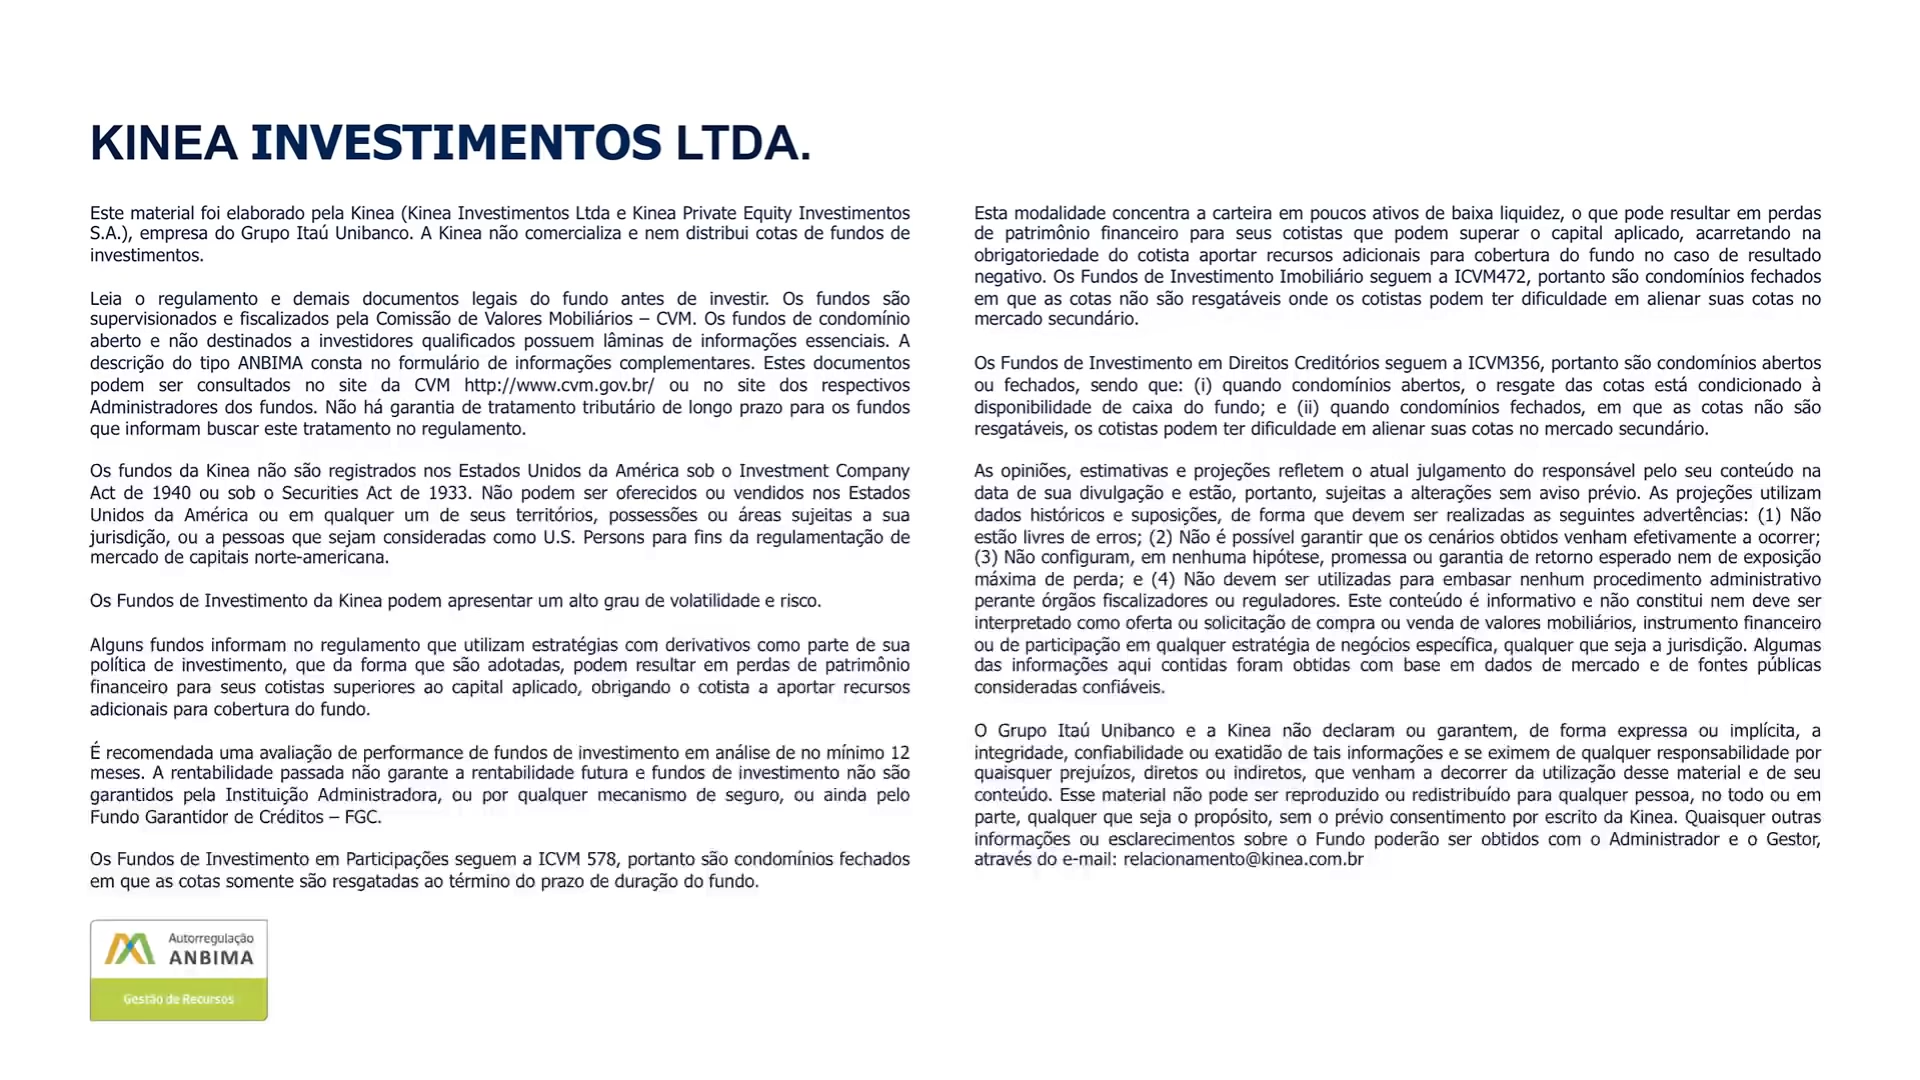 KINEA INVESTIMENTOS LTDA.
Este material foi elaborado pela Kinea (Kinea Investimentos Ltda e Kinea Private Equity Investimentos
S.A.), empresa do Grupo Itaú Unibanco. A Kinea não comercializa e nem distribui cotas de fundos de
investimentos.
Leia o regulamento e demais documentos legais do fundo antes de investir. Os fundos são
supervisionados e fiscalizados pela Comissão de Valores Mobiliários – CVM. Os fundos de condomínio
aberto e não destinados a investidores qualificados possuem lâminas de informações essenciais. A
descrição do tipo ANBIMA consta no formulário de informações complementares. Estes documentos
podem ser consultados no site da CVM http://www.cvm.gov.br/ ou no site dos respectivos
Administradores dos fundos. Não há garantia de tratamento tributário de longo prazo para os fundos
que informam buscar este tratamento no regulamento.
Os fundos da Kinea não são registrados nos Estados Unidos da América sob o Investment Company
Act de 1940 ou sob o Securities Act de 1933. Não podem ser oferecidos ou vendidos nos Estados
Unidos da América ou em qualquer um de seus territórios, possessões ou áreas sujeitas a sua
jurisdição, ou a pessoas que sejam consideradas como U.S. Persons para fins da regulamentação de
mercado de capitais norte-americana.
Os Fundos de Investimento da Kinea podem apresentar um alto grau de volatilidade e risco.
Alguns fundos informam no regulamento que utilizam estratégias com derivativos como parte de sua
política de investimento, que da forma que são adotadas, podem resultar em perdas de patrimônio
financeiro para seus cotistas superiores ao capital aplicado, obrigando o cotista a aportar recursos
adicionais para cobertura do fundo.
É recomendada uma avaliação de performance de fundos de investimento em análise de no mínimo 12
meses. A rentabilidade passada não garante a rentabilidade futura e fundos de investimento não são
garantidos pela Instituição Administradora, ou por qualquer mecanismo de seguro, ou ainda pelo
Fundo Garantidor de Créditos – FGC.
Os Fundos de Investimento em Participações seguem a ICVM 578, portanto são condomínios fechados
em que as cotas somente são resgatadas ao término do prazo de duração do fundo.
Esta modalidade concentra a carteira em poucos ativos de baixa liquidez, o que pode resultar em perdas
de patrimônio financeiro para seus cotistas que podem superar o capital aplicado, acarretando na
obrigatoriedade do cotista aportar recursos adicionais para cobertura do fundo no caso de resultado
negativo. Os Fundos de Investimento Imobiliário seguem a ICVM472, portanto são condomínios fechados
em que as cotas não são resgatáveis onde os cotistas podem ter dificuldade em alienar suas cotas no
mercado secundário.
Os Fundos de Investimento em Direitos Creditórios seguem a ICVM356, portanto são condomínios abertos
ou fechados, sendo que: (i) quando condomínios abertos, o resgate das cotas está condicionado à
disponibilidade de caixa do fundo; e (ii) quando condomínios fechados, em que as cotas não são
resgatáveis, os cotistas podem ter dificuldade em alienar suas cotas no mercado secundário.
As opiniões, estimativas e projeções refletem o atual julgamento do responsável pelo seu conteúdo na
data de sua divulgação e estão, portanto, sujeitas a alterações sem aviso prévio. As projeções utilizam
dados históricos e suposições, de forma que devem ser realizadas as seguintes advertências: (1) Não
estão livres de erros; (2) Não é possível garantir que os cenários obtidos venham efetivamente a ocorrer;
(3) Não configuram, em nenhuma hipótese, promessa ou garantia de retorno esperado nem de exposição
máxima de perda; e (4) Não devem ser utilizadas para embasar nenhum procedimento administrativo
perante órgãos fiscalizadores ou reguladores. Este conteúdo é informativo e não constitui nem deve ser
interpretado como oferta ou solicitação de compra ou venda de valores mobiliários, instrumento financeiro
ou de participação em qualquer estratégia de negócios específica, qualquer que seja a jurisdição. Algumas
das informações aqui contidas foram obtidas com base em dados de mercado e de fontes públicas
consideradas confiáveis.
O Grupo Itaú Unibanco e a Kinea não declaram ou garantem, de forma expressa ou implícita, a
integridade, confiabilidade ou exatidão de tais informações e se eximem de qualquer responsabilidade por
quaisquer prejuízos, diretos ou indiretos, que venham a decorrer da utilização desse material e de seu
conteúdo. Esse material não pode ser reproduzido ou redistribuído para qualquer pessoa, no todo ou em
parte, qualquer que seja o propósito, sem o prévio consentimento por escrito da Kinea. Quaisquer outras
informações ou esclarecimentos sobre o Fundo poderão ser obtidos com o Administrador e o Gestor,
através do e-mail: relacionamento@kinea.com.br
Autorregulação
ANBIMA
Gestão de Recursos